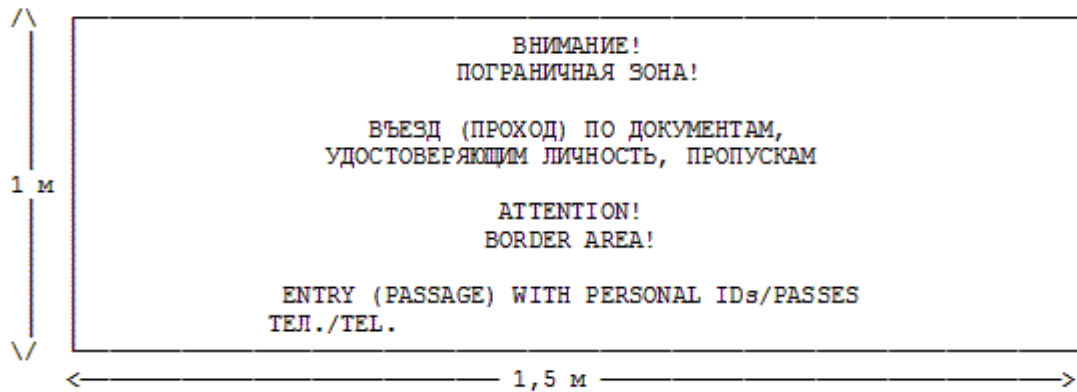 ВНИМАНИЕ!
ПОГРАНИЧНАЯ ЗОНА!
ВЪЕЗД (ПРОХОД) ПО ДОКУМЕНТАМ,
УДОСТОВЕРЯЮЩИМ ЛИЧНОСТЬ, ПРОПУСКАМ
1 м
ATTENTION!
BORDER AREA!
ENTRY (PASSAGE) WITH PERSONAL IDs/PASSES
ТЕЛ./TEL.
1,5 м